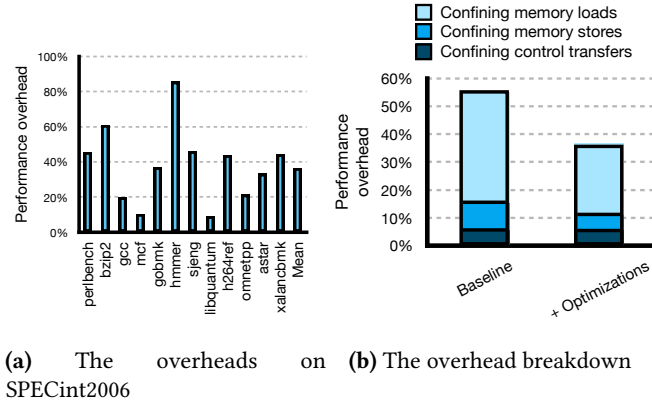 Confining memory loads
Confining memory stores
Confining control transfers
Performance overhead
100%
80%
60%
40%
20%
0%
perlbench
bzip2
gcc
mcf
gobmk
hmmer
sjeng
libquantum
h264ref
omnetpp
astar
xalancbmk
Mean
Performance
overhead
60%
50%
40%
30%
20%
10%
0%
Baseline
+ Optimizations
(a) The overheads on
SPECint2006
(b) The overhead breakdown